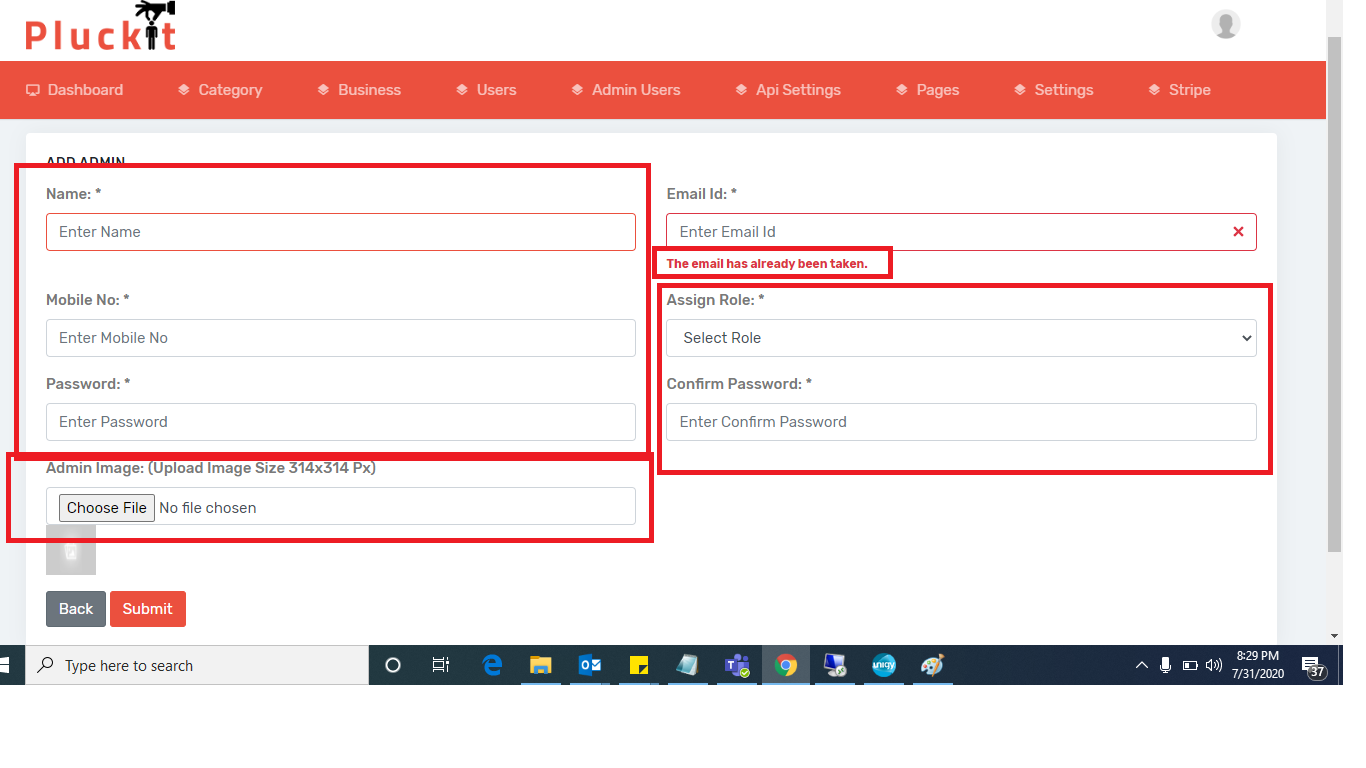 Pluckit
Dashboard Category Business Users Admin Users Api Settings Pages Settings Stripe
ADD ADMIN
Name: * Email Id: *
Enter Name Enter Email Id
The email has already been taken.
Mobile No: * Assign Role: *
Enter Mobile No Select Role
Password: * Confirm Password: *
Enter Password Enter Confirm Password
Admin Image: (Upload Image Size 314x314 Px)
Choose File No file chosen
Back Submit
Type here to search
8:29 PM
7/31/2020
37